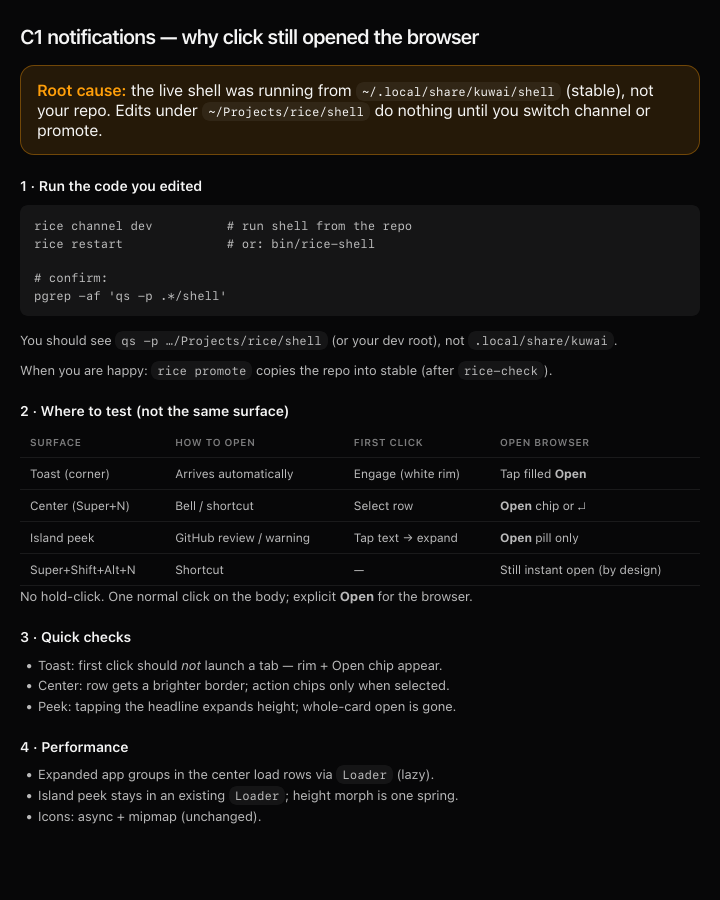 C1 notifications — why click still opened the browser
Root cause: the live shell was running from ~/.local/share/kuwai/shell (stable), not
your repo. Edits under ~/Projects/rice/shell do nothing until you switch channel or
promote.
1 · Run the code you edited
rice channel dev # run shell from the repo
rice restart # or: bin/rice-shell
# confirm:
pgrep -af 'qs -p .*/shell'
You should see qs -p …/Projects/rice/shell (or your dev root), not .local/share/kuwai.
When you are happy: rice promote copies the repo into stable (after rice-check).
2 · Where to test (not the same surface)
SURFACE HOW TO OPEN FIRST CLICK OPEN BROWSER
Toast (corner) Arrives automatically Engage (white rim) Tap filled Open
Center (Super+N) Bell / shortcut Select row Open chip or ↵
Island peek GitHub review / warning Tap text → expand Open pill only
Super+Shift+Alt+N Shortcut — Still instant open (by design)
No hold-click. One normal click on the body; explicit Open for the browser.
3 · Quick checks
• Toast: first click should not launch a tab — rim + Open chip appear.
• Center: row gets a brighter border; action chips only when selected.
• Peek: tapping the headline expands height; whole-card open is gone.
4 · Performance
• Expanded app groups in the center load rows via Loader (lazy).
• Island peek stays in an existing Loader; height morph is one spring.
• Icons: async + mipmap (unchanged).